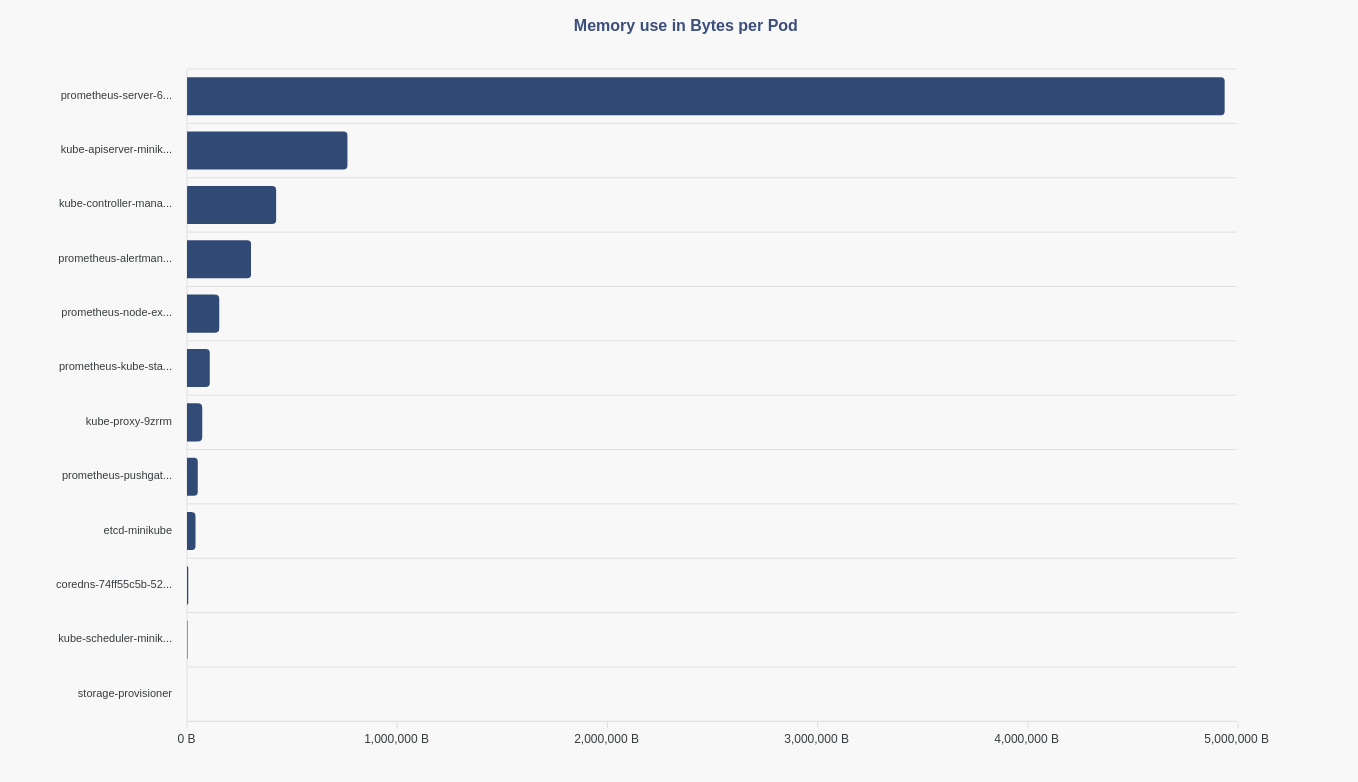 Memory use in Bytes per Pod
prometheus-server-6...
kube-apiserver-minik...
kube-controller-mana...
prometheus-alertman...
prometheus-node-ex...
prometheus-kube-sta...
kube-proxy-9zrrm
prometheus-pushgat...
etcd-minikube
coredns-74ff55c5b-52...
kube-scheduler-minik...
storage-provisioner
0 B 1,000,000 B 2,000,000 B 3,000,000 B 4,000,000 B 5,000,000 B